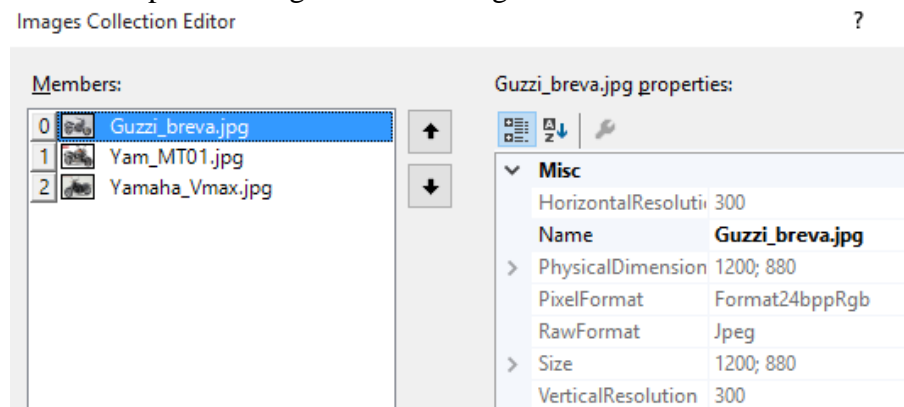 Images Collection Editor ?
Members:
0 Guzzi_breva.jpg
1 Yam_MT01.jpg
2 Yamaha_Vmax.jpg
Guzzi_breva.jpg properties:
Misc
HorizontalResoluti 300
Name Guzzi_breva.jpg
PhysicalDimension 1200; 880
PixelFormat Format24bppRgb
RawFormat Jpeg
Size 1200; 880
VerticalResolution 300